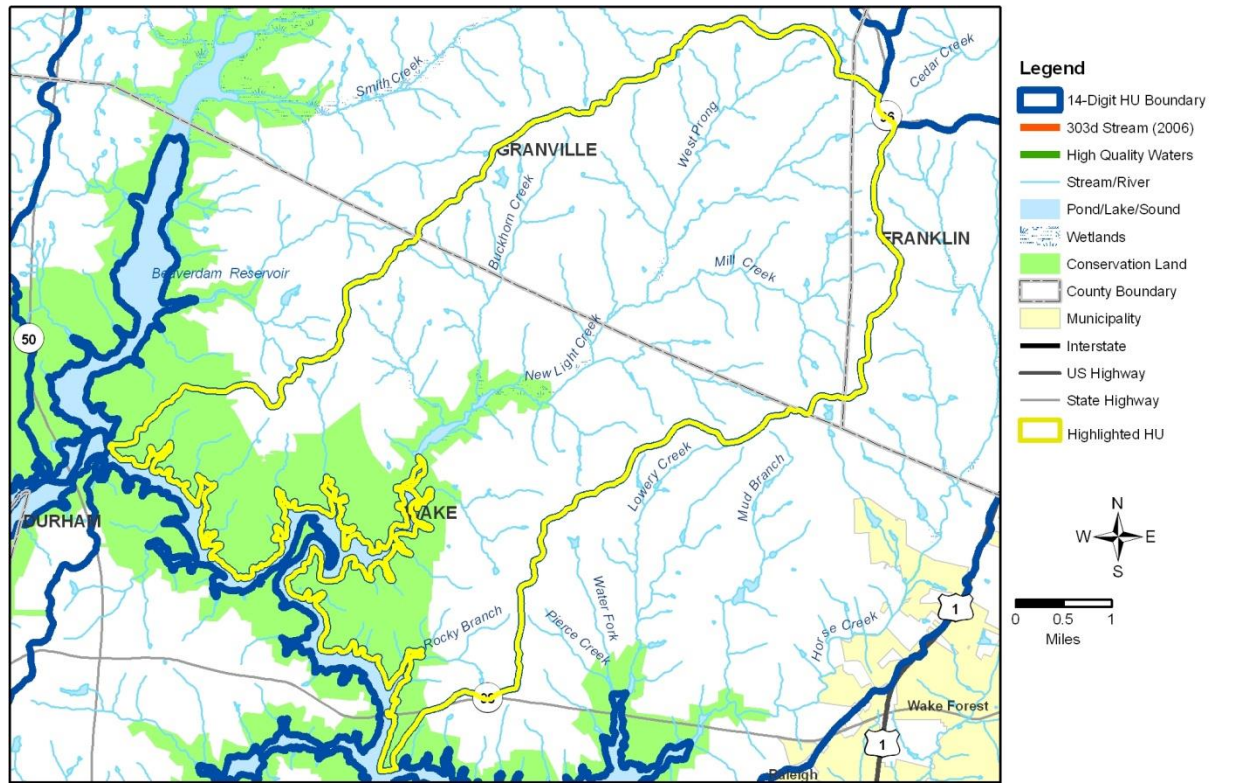 Smith Creek
Cedar Creek
GRANVILLE
West Prong
Buckhorn Creek
FRANKLIN
Mill Creek
Beaverdam Reservoir
50
New Light Creek
Lowery Creek
Mud Branch
DURHAM
WAKE
Rocky Branch
Pierce Creek
Water Fork
Horse Creek
1
Wake Forest
1
Raleigh
Legend
14-Digit HU Boundary
303d Stream (2006)
High Quality Waters
Stream/River
Pond/Lake/Sound
Wetlands
Conservation Land
County Boundary
Municipality
Interstate
US Highway
State Highway
Highlighted HU
N
W E
S
0 0.5 1
Miles